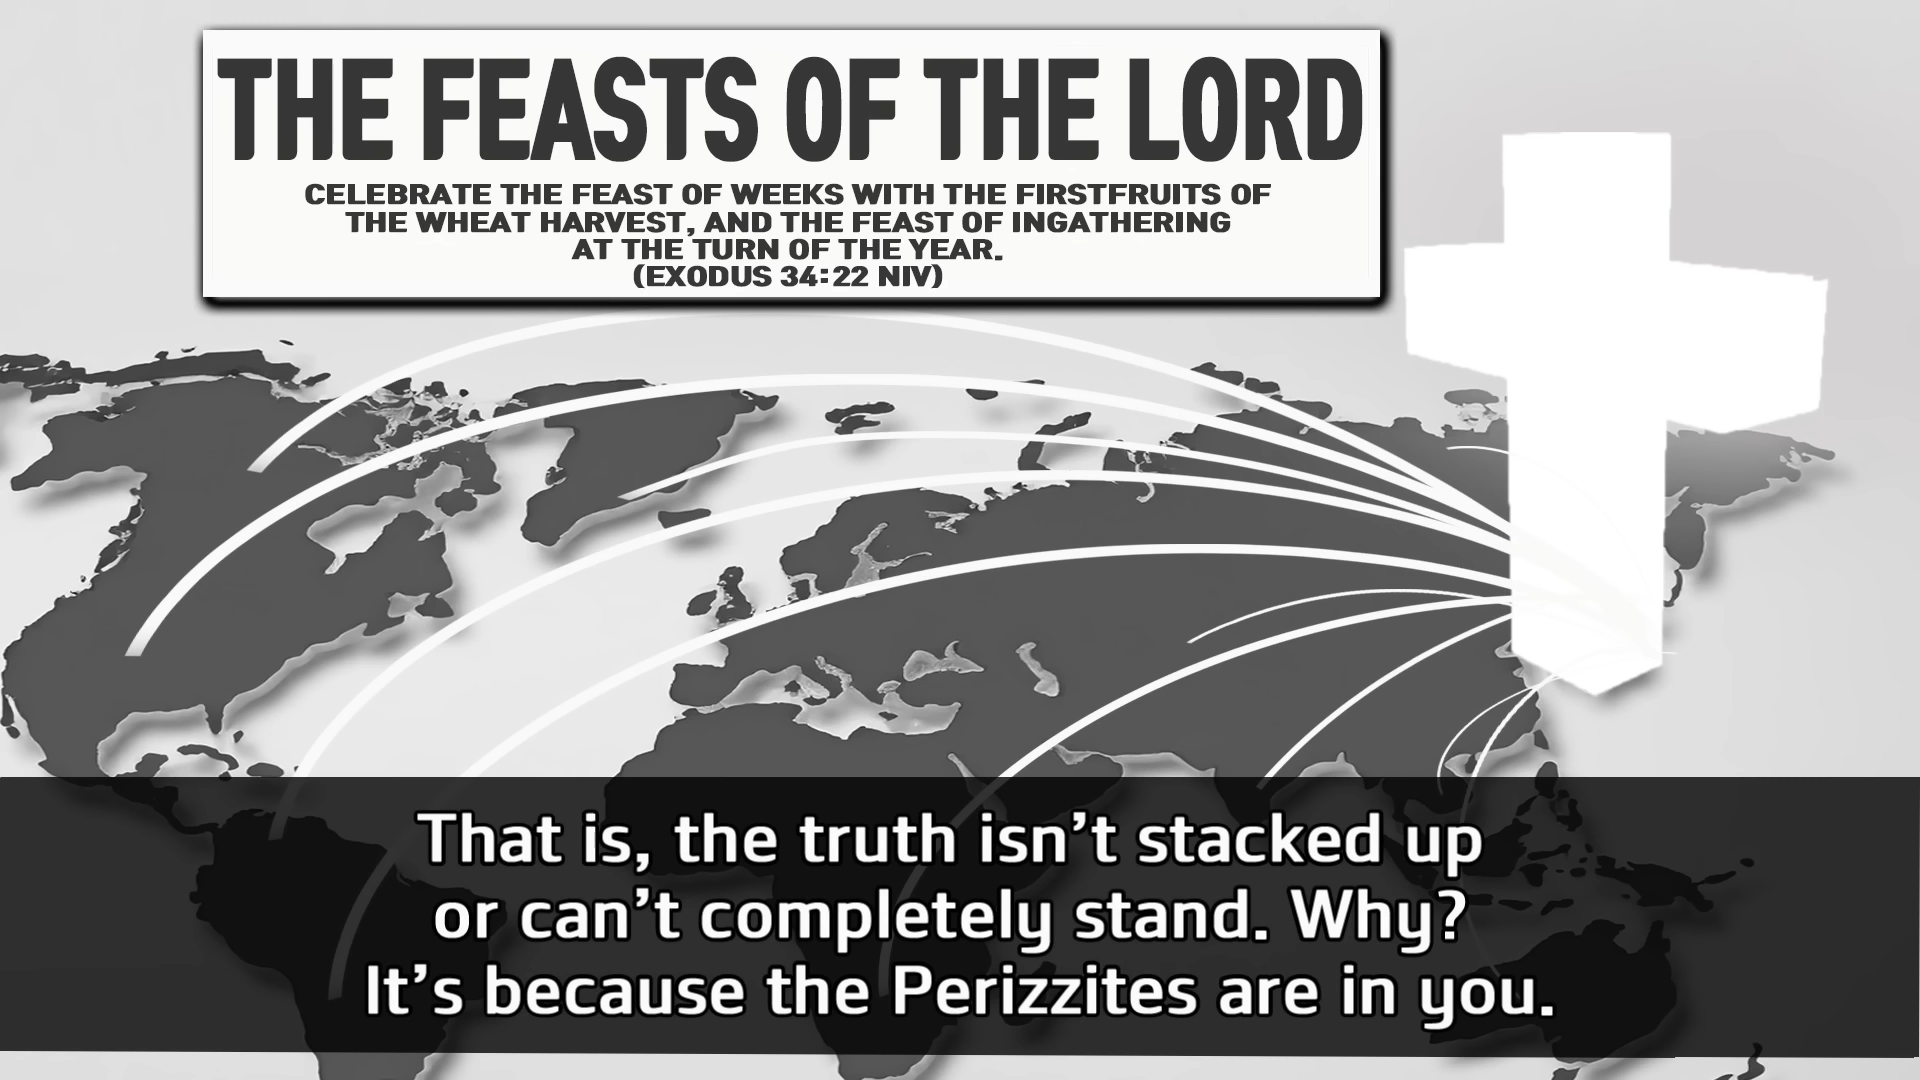 THE FEASTS OF THE LORD
CELEBRATE THE FEAST OF WEEKS WITH THE FIRSTFRUITS OF
THE WHEAT HARVEST, AND THE FEAST OF INGATHERING
AT THE TURN OF THE YEAR.
(EXODUS 34:22 NIV)
That is, the truth isn’t stacked up
or can’t completely stand. Why?
It’s because the Perizzites are in you.